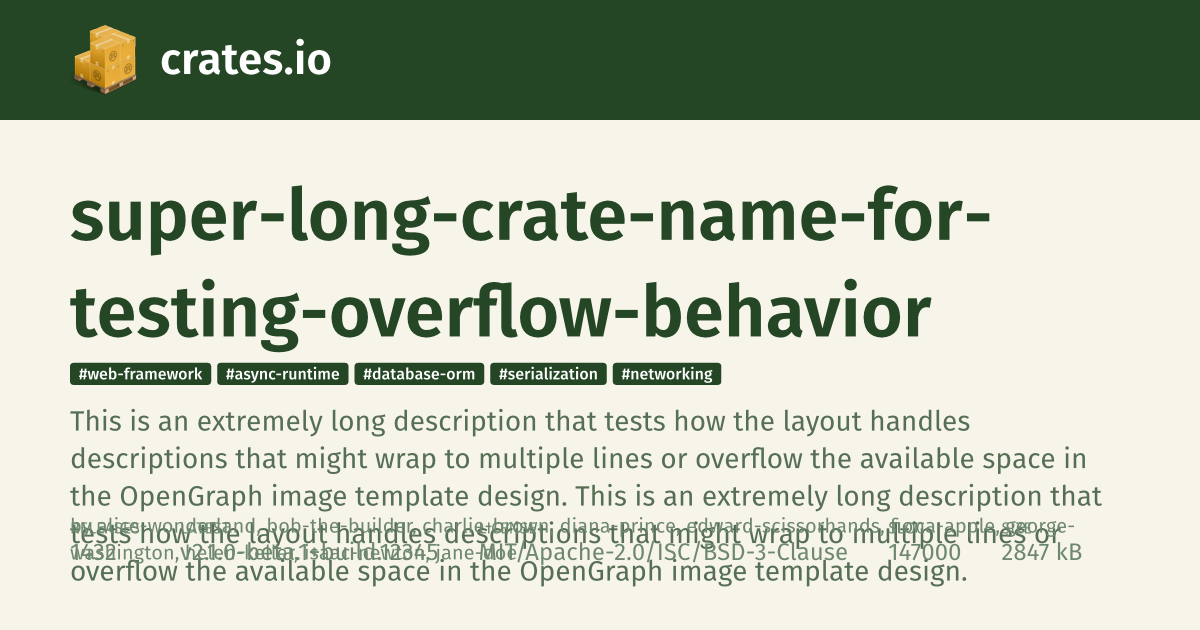 crates.io
super-long-crate-name-for-
testing-overflow-behavior
#web-framework #async-runtime #database-orm #serialization #networking
This is an extremely long description that tests how the layout handles
descriptions that might wrap to multiple lines or overflow the available space in
the OpenGraph image template design. This is an extremely long description that
by alice-wonderland, bob-the-builder, charlie-brown, diana-prince, edward-scissorhands, fiona-apple, george-
tests how the layout handles descriptions that might wrap to multiple lines or
washington, helen-keller, isaac-newton, jane-doe
1432 v2.1.0-beta.1+build.12345 MIT/Apache-2.0/ISC/BSD-3-Clause 147000 2847 kB
overflow the available space in the OpenGraph image template design.